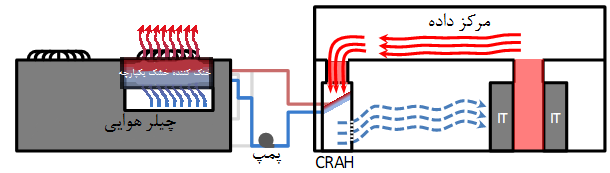 مرکز داده
خنک کننده خشک یکپارچه
چیلر هوایی
پمپ
CRAH
IT
IT